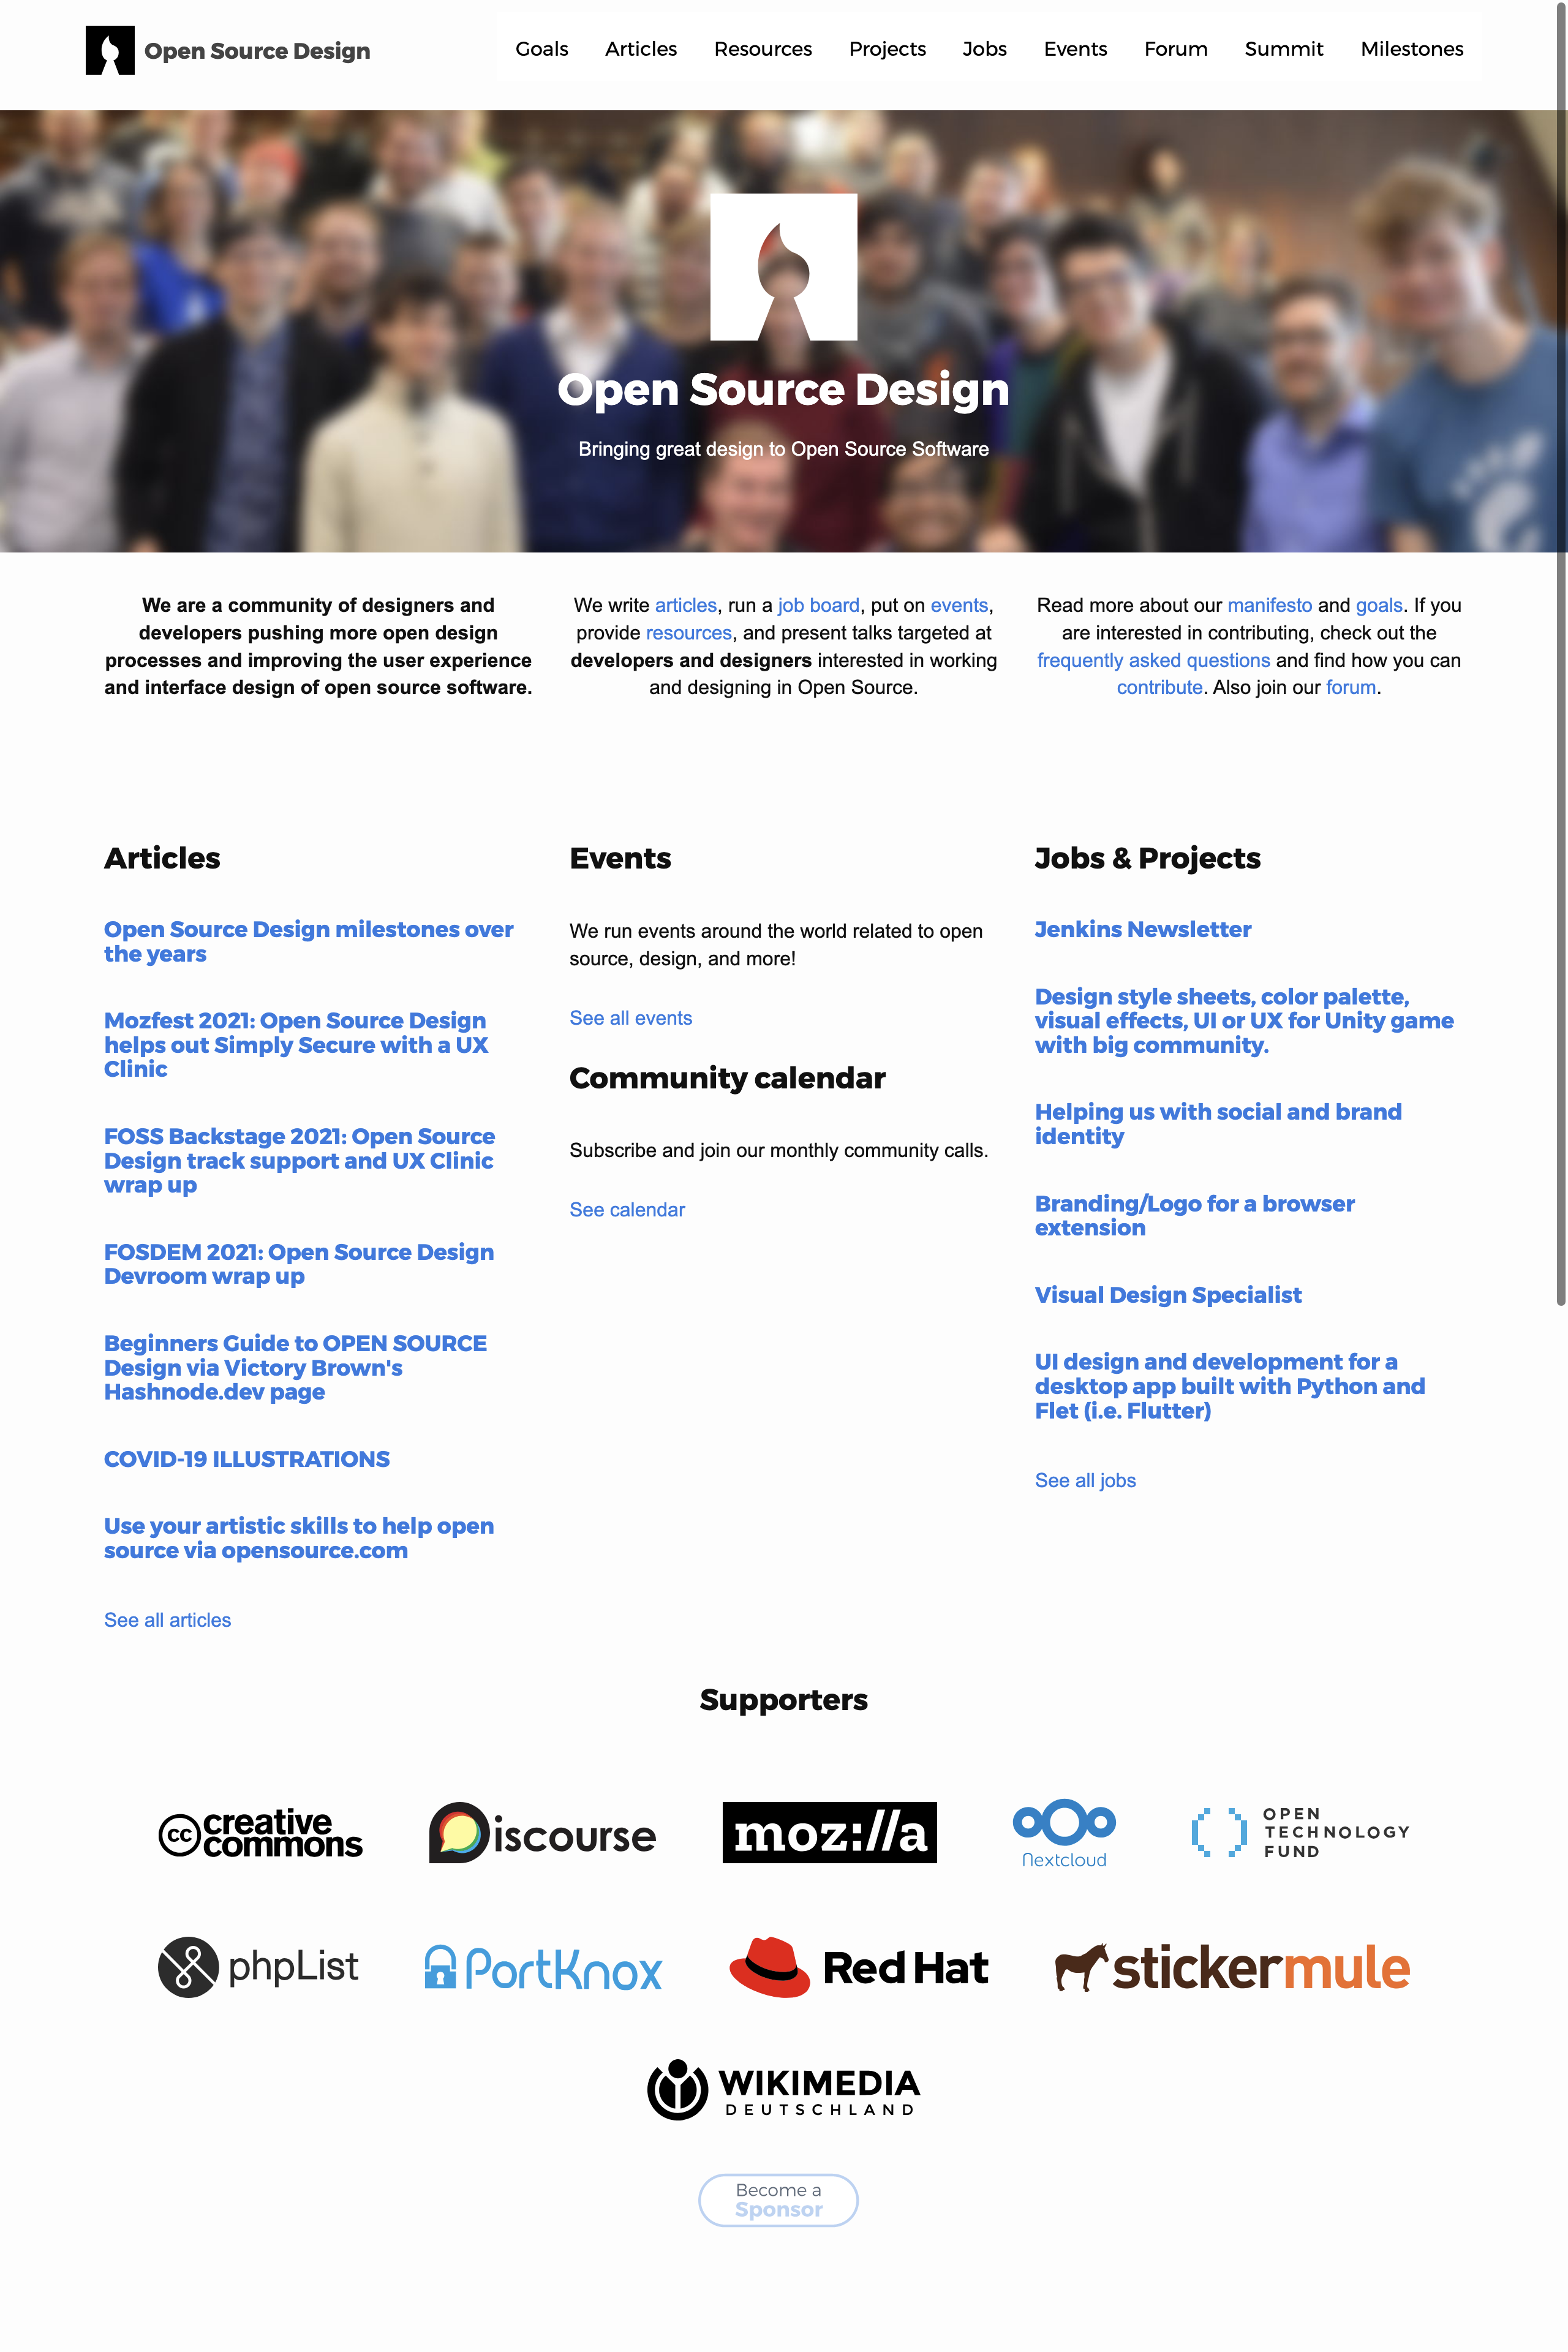 Open Source Design
Goals Articles Resources Projects Jobs Events Forum Summit Milestones
Open Source Design
Bringing great design to Open Source Software
We are a community of designers and
developers pushing more open design
processes and improving the user experience
and interface design of open source software.
We write articles, run a job board, put on events,
provide resources, and present talks targeted at
developers and designers interested in working
and designing in Open Source.
Read more about our manifesto and goals. If you
are interested in contributing, check out the
frequently asked questions and find how you can
contribute. Also join our forum.
Articles
Open Source Design milestones over
the years
Mozfest 2021: Open Source Design
helps out Simply Secure with a UX
Clinic
FOSS Backstage 2021: Open Source
Design track support and UX Clinic
wrap up
FOSDEM 2021: Open Source Design
Devroom wrap up
Beginners Guide to OPEN SOURCE
Design via Victory Brown's
Hashnode.dev page
COVID-19 ILLUSTRATIONS
Use your artistic skills to help open
source via opensource.com
See all articles
Events
We run events around the world related to open
source, design, and more!
See all events
Community calendar
Subscribe and join our monthly community calls.
See calendar
Jobs & Projects
Jenkins Newsletter
Design style sheets, color palette,
visual effects, UI or UX for Unity game
with big community.
Helping us with social and brand
identity
Branding/Logo for a browser
extension
Visual Design Specialist
UI design and development for a
desktop app built with Python and
Flet (i.e. Flutter)
See all jobs
Supporters
cc creative
commons
Discourse
moz://a
Nextcloud
OPEN
TECHNOLOGY
FUND
phpList
PortKnox
Red Hat
stickermule
WIKIMEDIA
DEUTSCHLAND
Become a
Sponsor